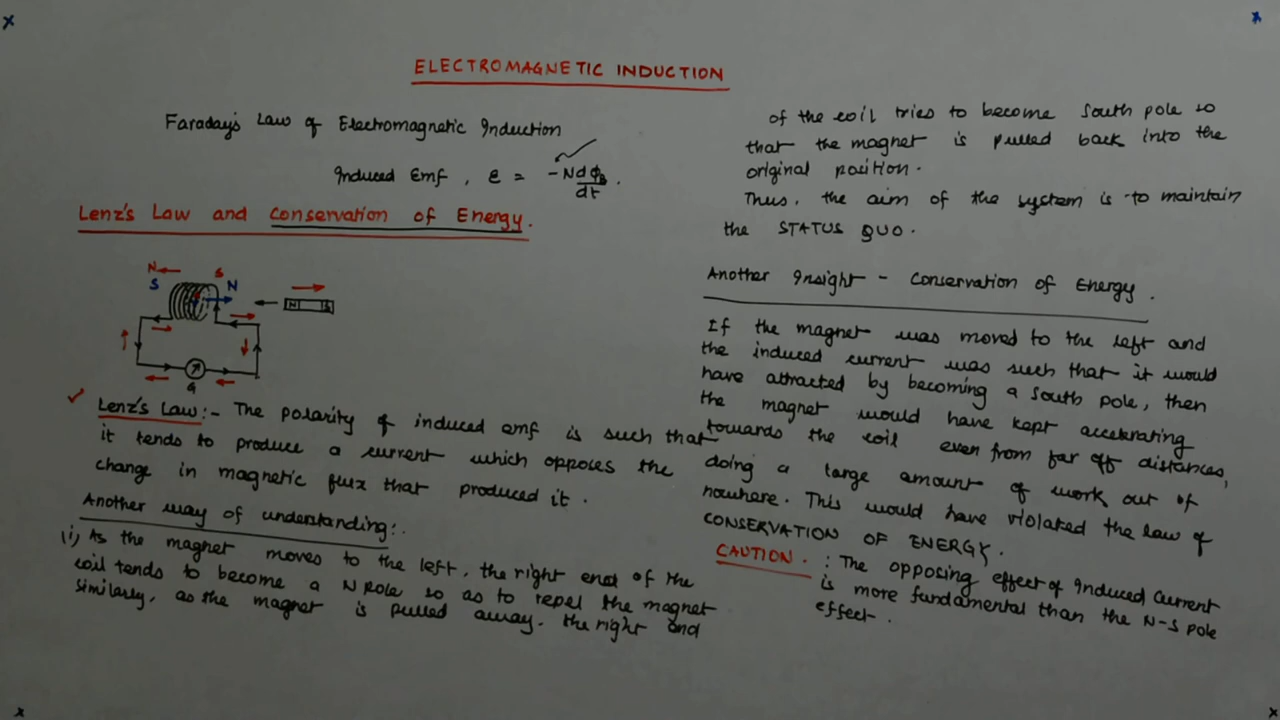 ELECTROMAGNETIC INDUCTION
Faraday's Law of Electromagnetic Induction
Induced Emf, ε = -N dφ_B/dt.
Lenz's Law and Conservation of Energy.
N S
S N
N S
G
Lenz's Law:- The polarity of induced emf is such that
it tends to produce a current which opposes the
change in magnetic flux that produced it.
Another way of understanding:.
(i) As the magnet moves to the left, the right end of the
coil tends to become a N Pole so as to repel the magnet
similarly, as the magnet is pulled away. the right end
of the coil tries to become South pole so
that the magnet is pulled back into the
original position.
Thus, the aim of the system is to maintain
the STATUS QUO.
Another Insight - Conservation of Energy.
If the magnet was moved to the left and
the induced current was such that it would
have attracted by becoming a South pole, then
the magnet would have kept accelrating
towards the coil even from far off distances,
doing a large amount of work out of
nowhere. This would have violated the law of
CONSERVATION OF ENERGY.
CAUTION. : The opposing effect of Induced Current
is more fundamental than the N-S pole
effect.